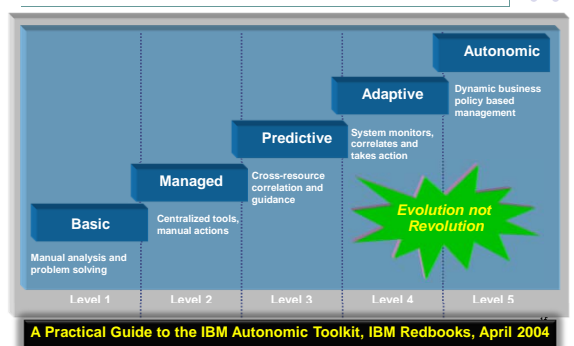 Autonomic
Dynamic business
policy based
management
Adaptive
System monitors,
correlates and
takes action
Predictive
Cross-resource
correlation and
guidance
Managed
Centralized tools,
manual actions
Basic
Manual analysis and
problem solving
Evolution not
Revolution
Level 1 Level 2 Level 3 Level 4 Level 5
A Practical Guide to the IBM Autonomic Toolkit, IBM Redbooks, April 2004